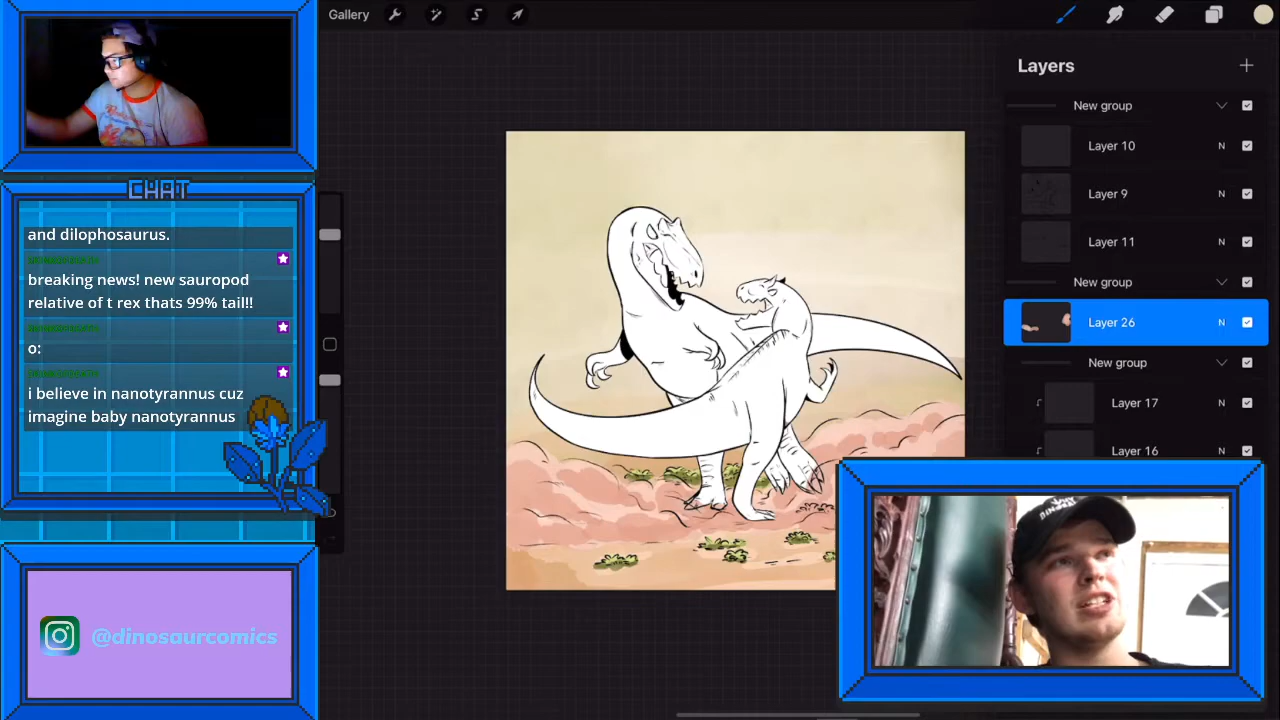 Gallery
CHAT
and dilophosaurus.
breaking news! new sauropod
relative of t rex thats 99% tail!!
o:
i believe in nanotyrannus cuz
imagine baby nanotyrannus
@dinosaurcomics
Layers
New group
Layer 10
N
Layer 9
N
Layer 11
N
New group
Layer 26
N
New group
Layer 17
N
Layer 16
N